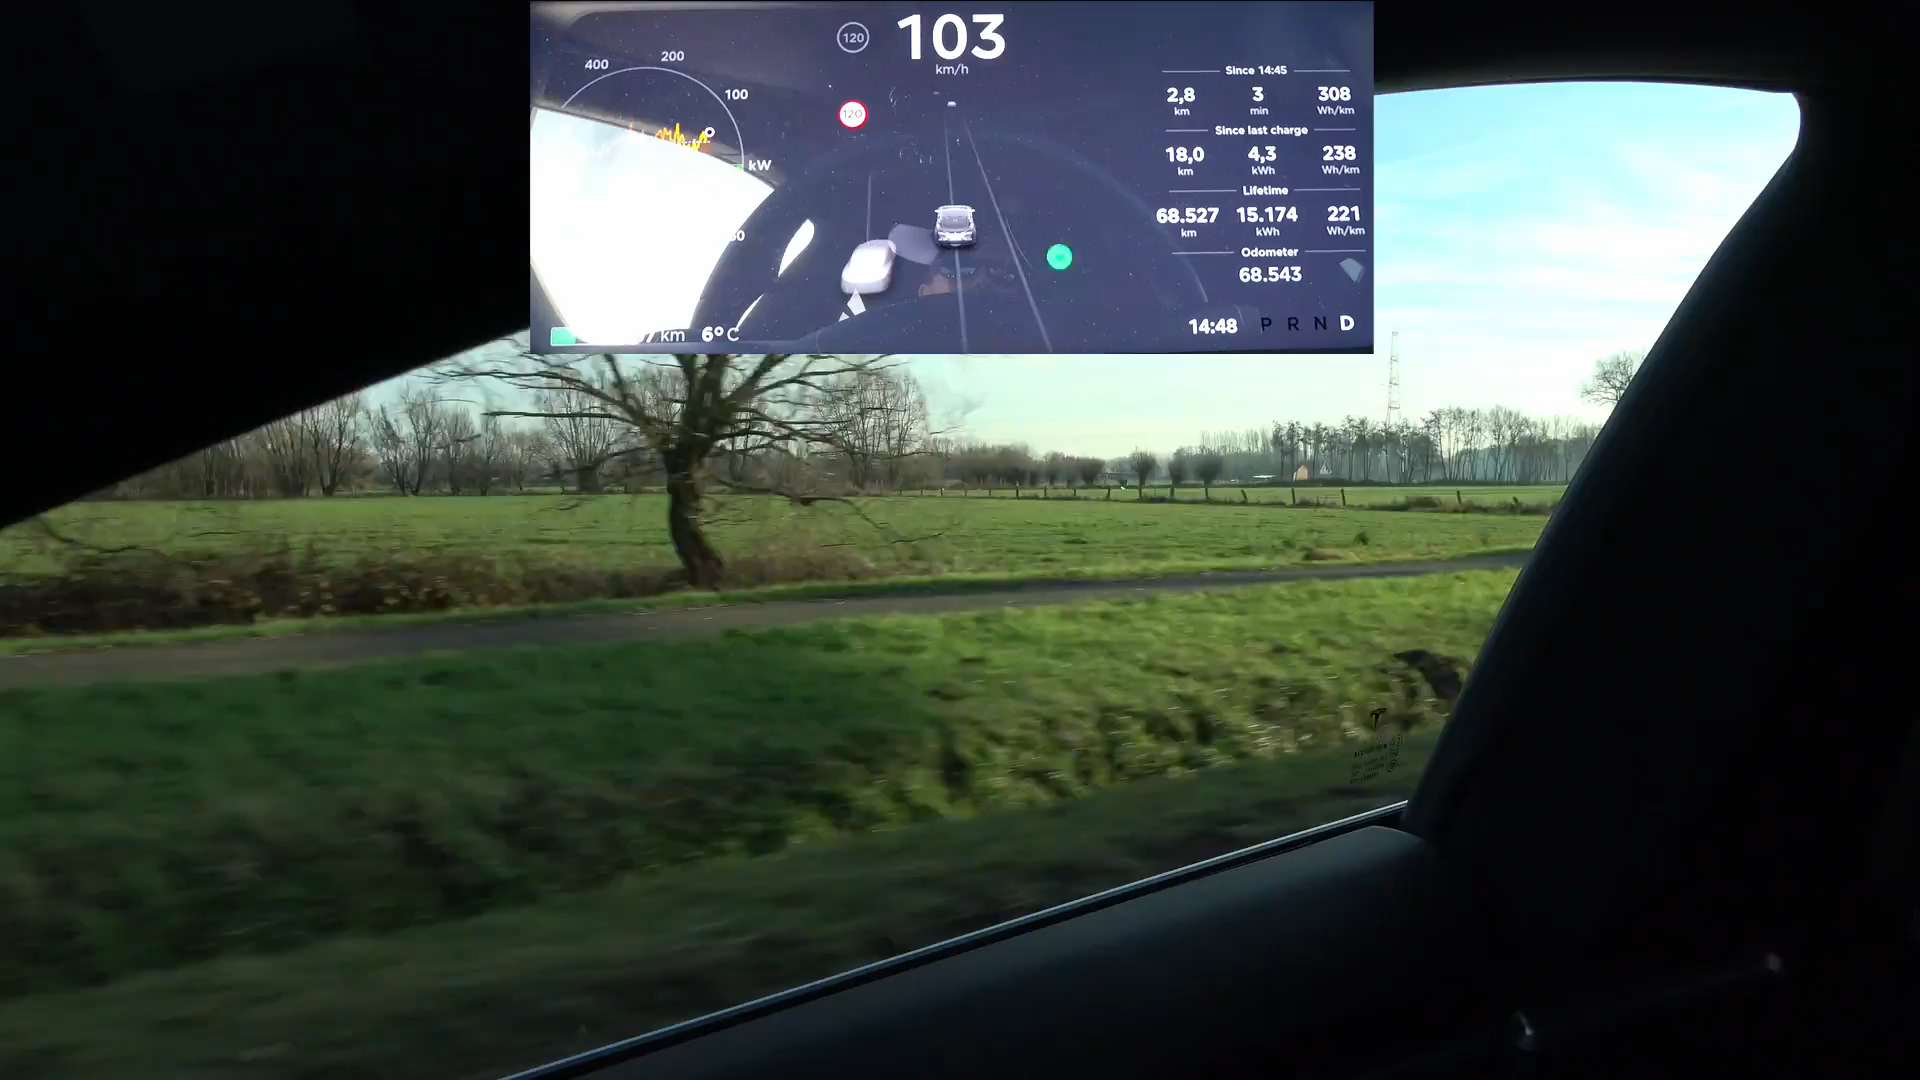 120 103
km/h
400 200 100
kW
120
Since 14:45
2,8 3 308
km min Wh/km
Since last charge
18,0 4,3 238
km kWh Wh/km
Lifetime
68.527 15.174 221
km kWh Wh/km
Odometer
68.543
km 6° C
14:48 P R N D